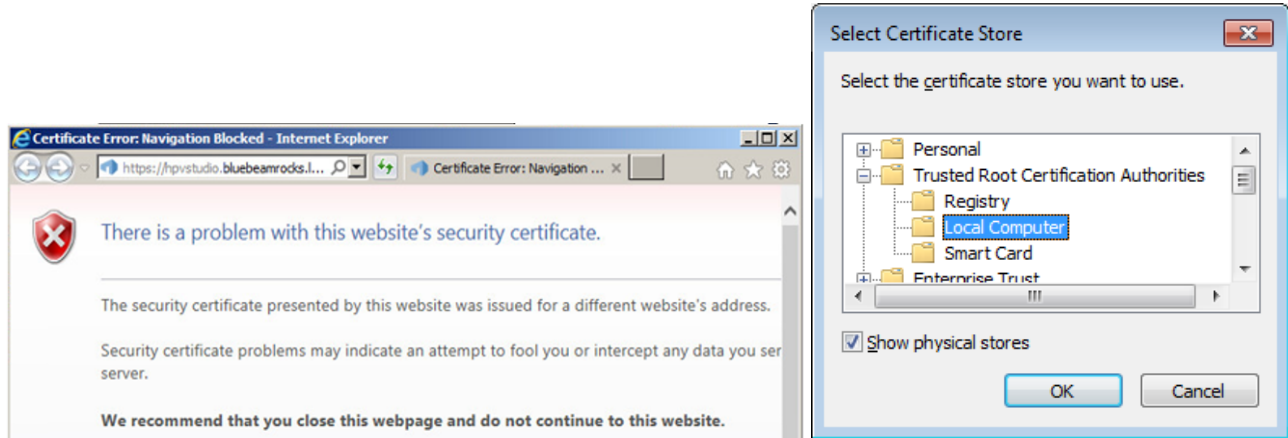 Certificate Error: Navigation Blocked - Internet Explorer
https://hpvstudio.bluebeamrocks.l...
Certificate Error: Navigation ...
There is a problem with this website's security certificate.
The security certificate presented by this website was issued for a different website's address.
Security certificate problems may indicate an attempt to fool you or intercept any data you ser
server.
We recommend that you close this webpage and do not continue to this website.
Select Certificate Store
Select the certificate store you want to use.
Personal
Trusted Root Certification Authorities
Registry
Local Computer
Smart Card
Enterprise Trust
Show physical stores
OK
Cancel